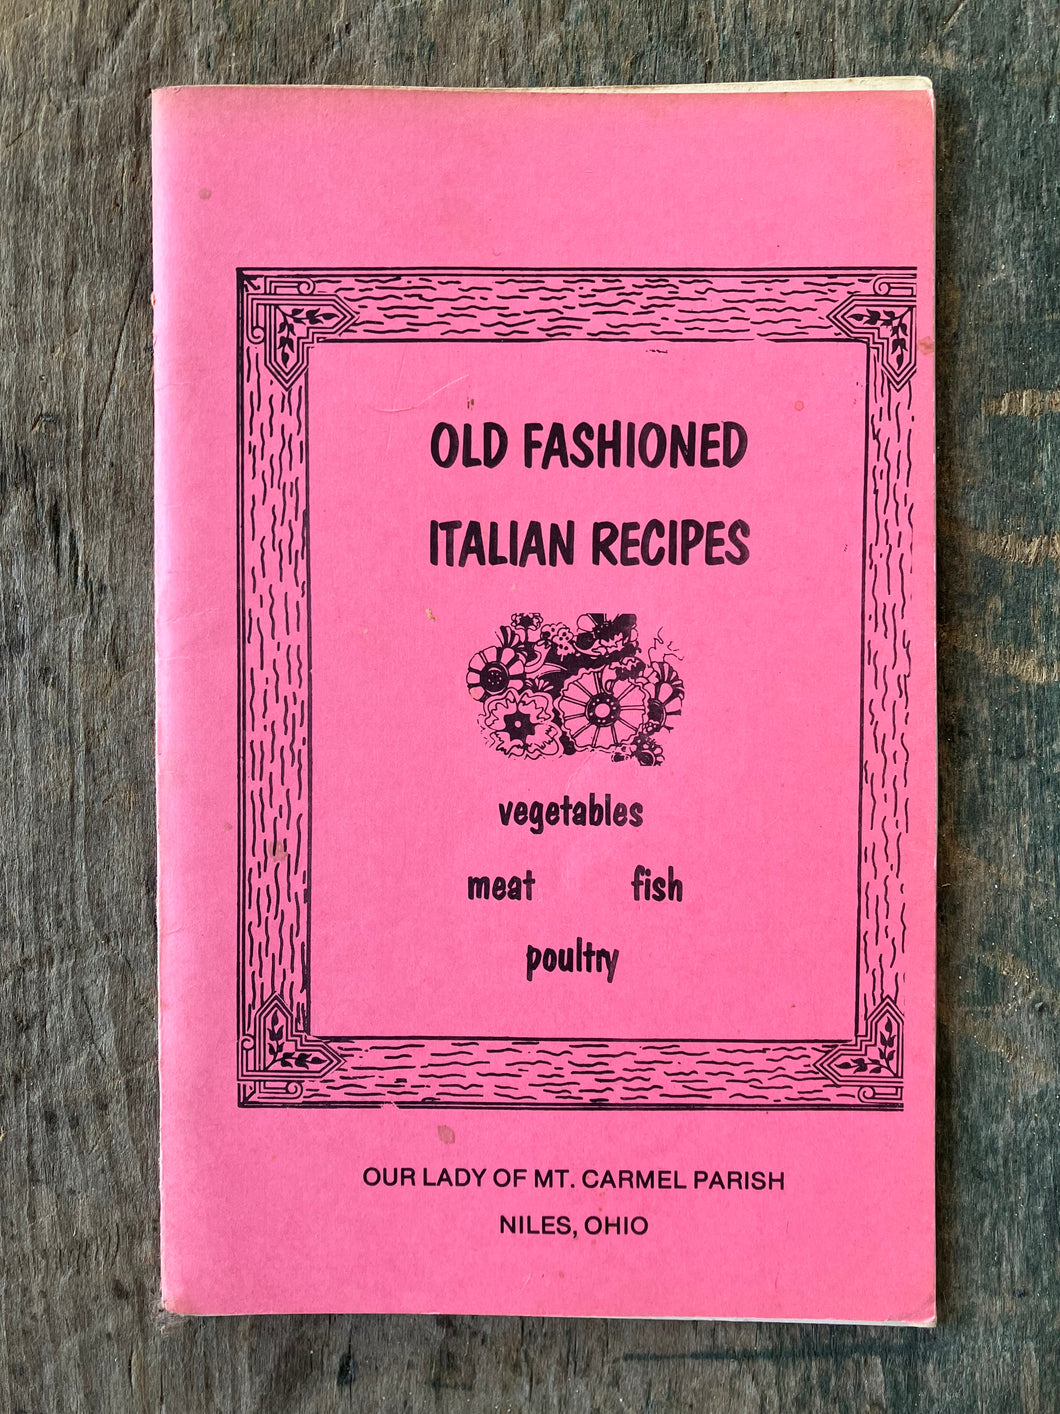 OLD FASHIONED
ITALIAN RECIPES
vegetables
meat fish
poultry
OUR LADY OF MT. CARMEL PARISH
NILES, OHIO